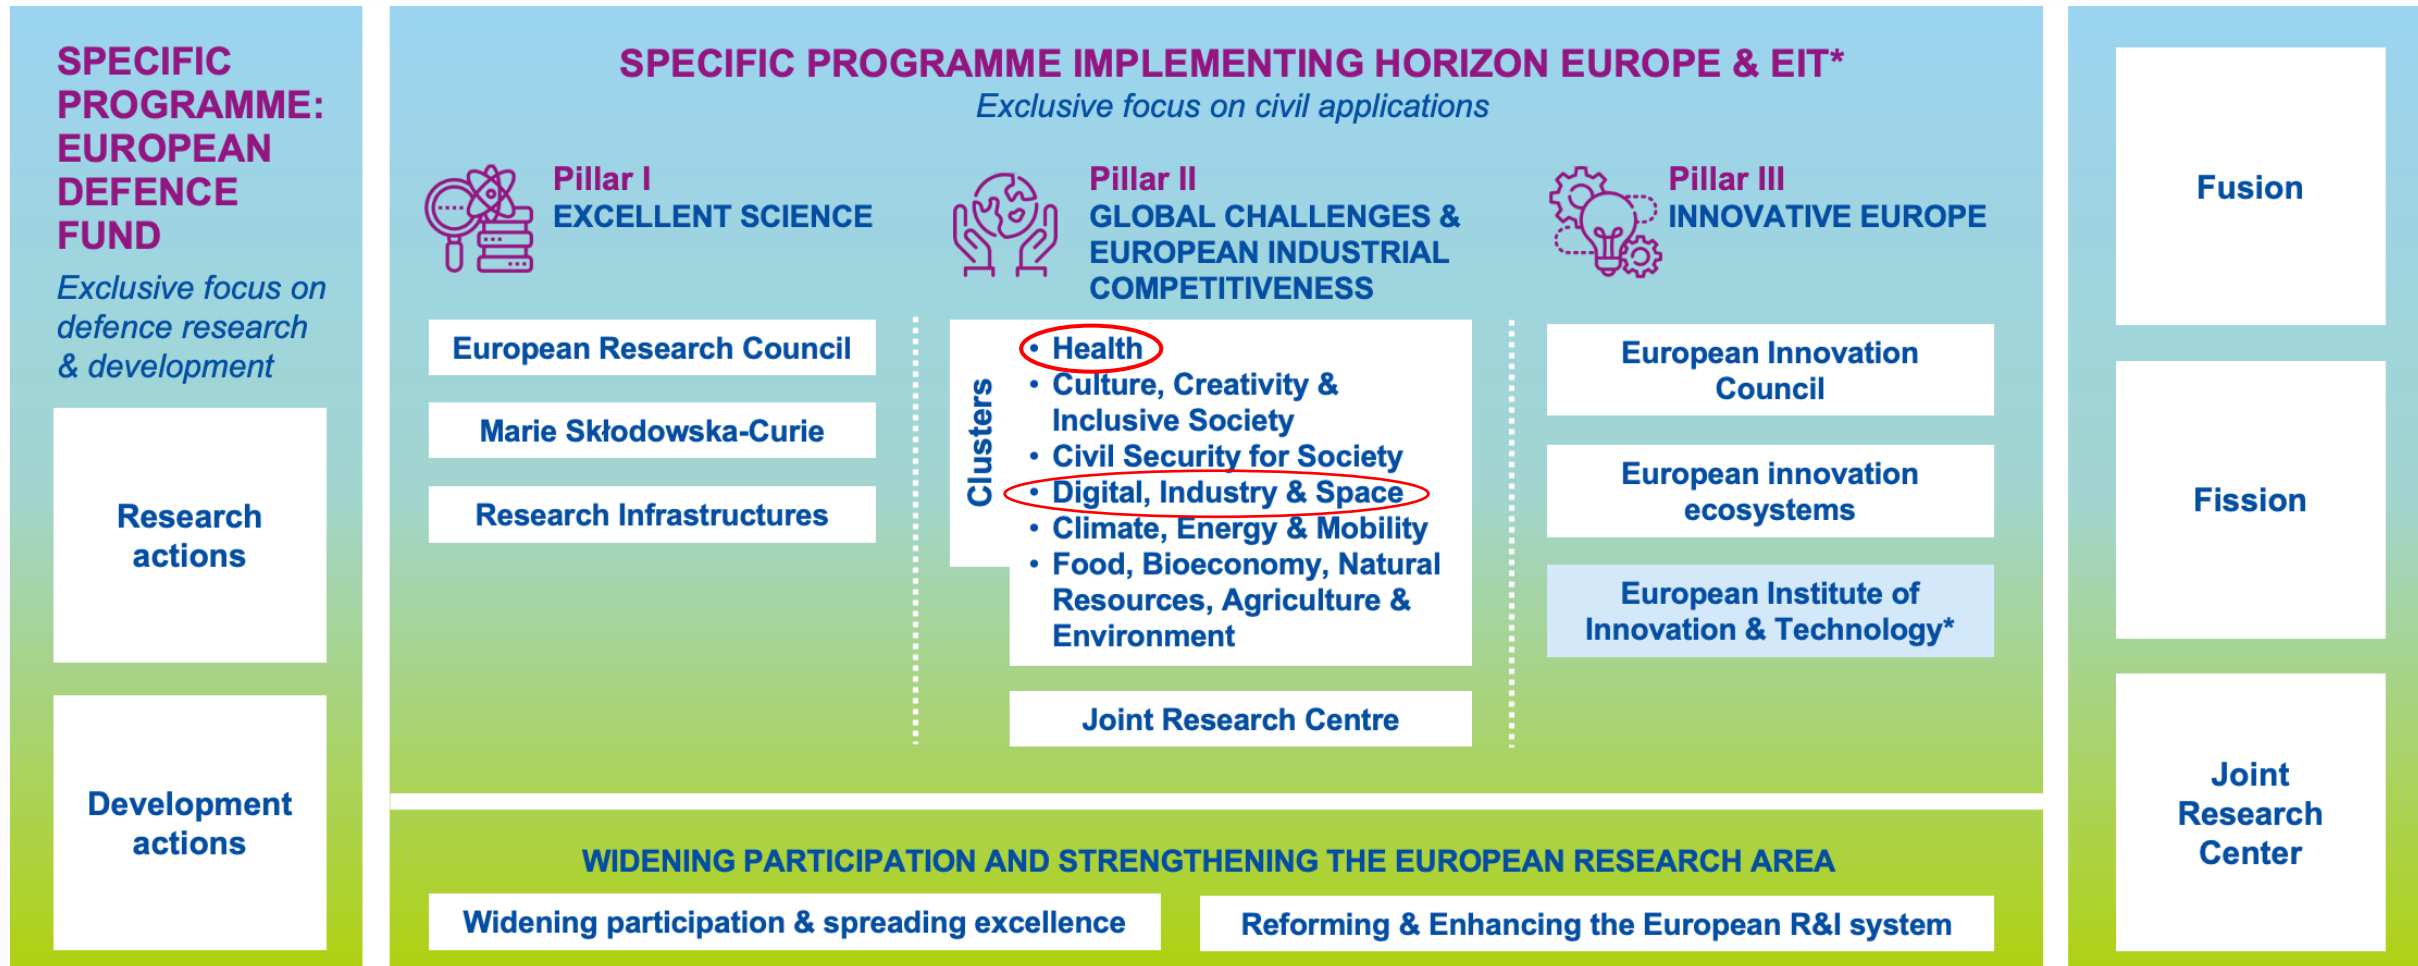 SPECIFIC
PROGRAMME:
EUROPEAN
DEFENCE
FUND
Exclusive focus on
defence research
& development
Research
actions
Development
actions
SPECIFIC PROGRAMME IMPLEMENTING HORIZON EUROPE & EIT*
Exclusive focus on civil applications
Pillar I
EXCELLENT SCIENCE
European Research Council
Marie Skłodowska-Curie
Research Infrastructures
Pillar II
GLOBAL CHALLENGES &
EUROPEAN INDUSTRIAL
COMPETITIVENESS
Clusters
• Health
• Culture, Creativity &
Inclusive Society
• Civil Security for Society
• Digital, Industry & Space
• Climate, Energy & Mobility
• Food, Bioeconomy, Natural
Resources, Agriculture &
Environment
Joint Research Centre
Pillar III
INNOVATIVE EUROPE
European Innovation
Council
European innovation
ecosystems
European Institute of
Innovation & Technology*
WIDENING PARTICIPATION AND STRENGTHENING THE EUROPEAN RESEARCH AREA
Widening participation & spreading excellence
Reforming & Enhancing the European R&I system
Fusion
Fission
Joint
Research
Center